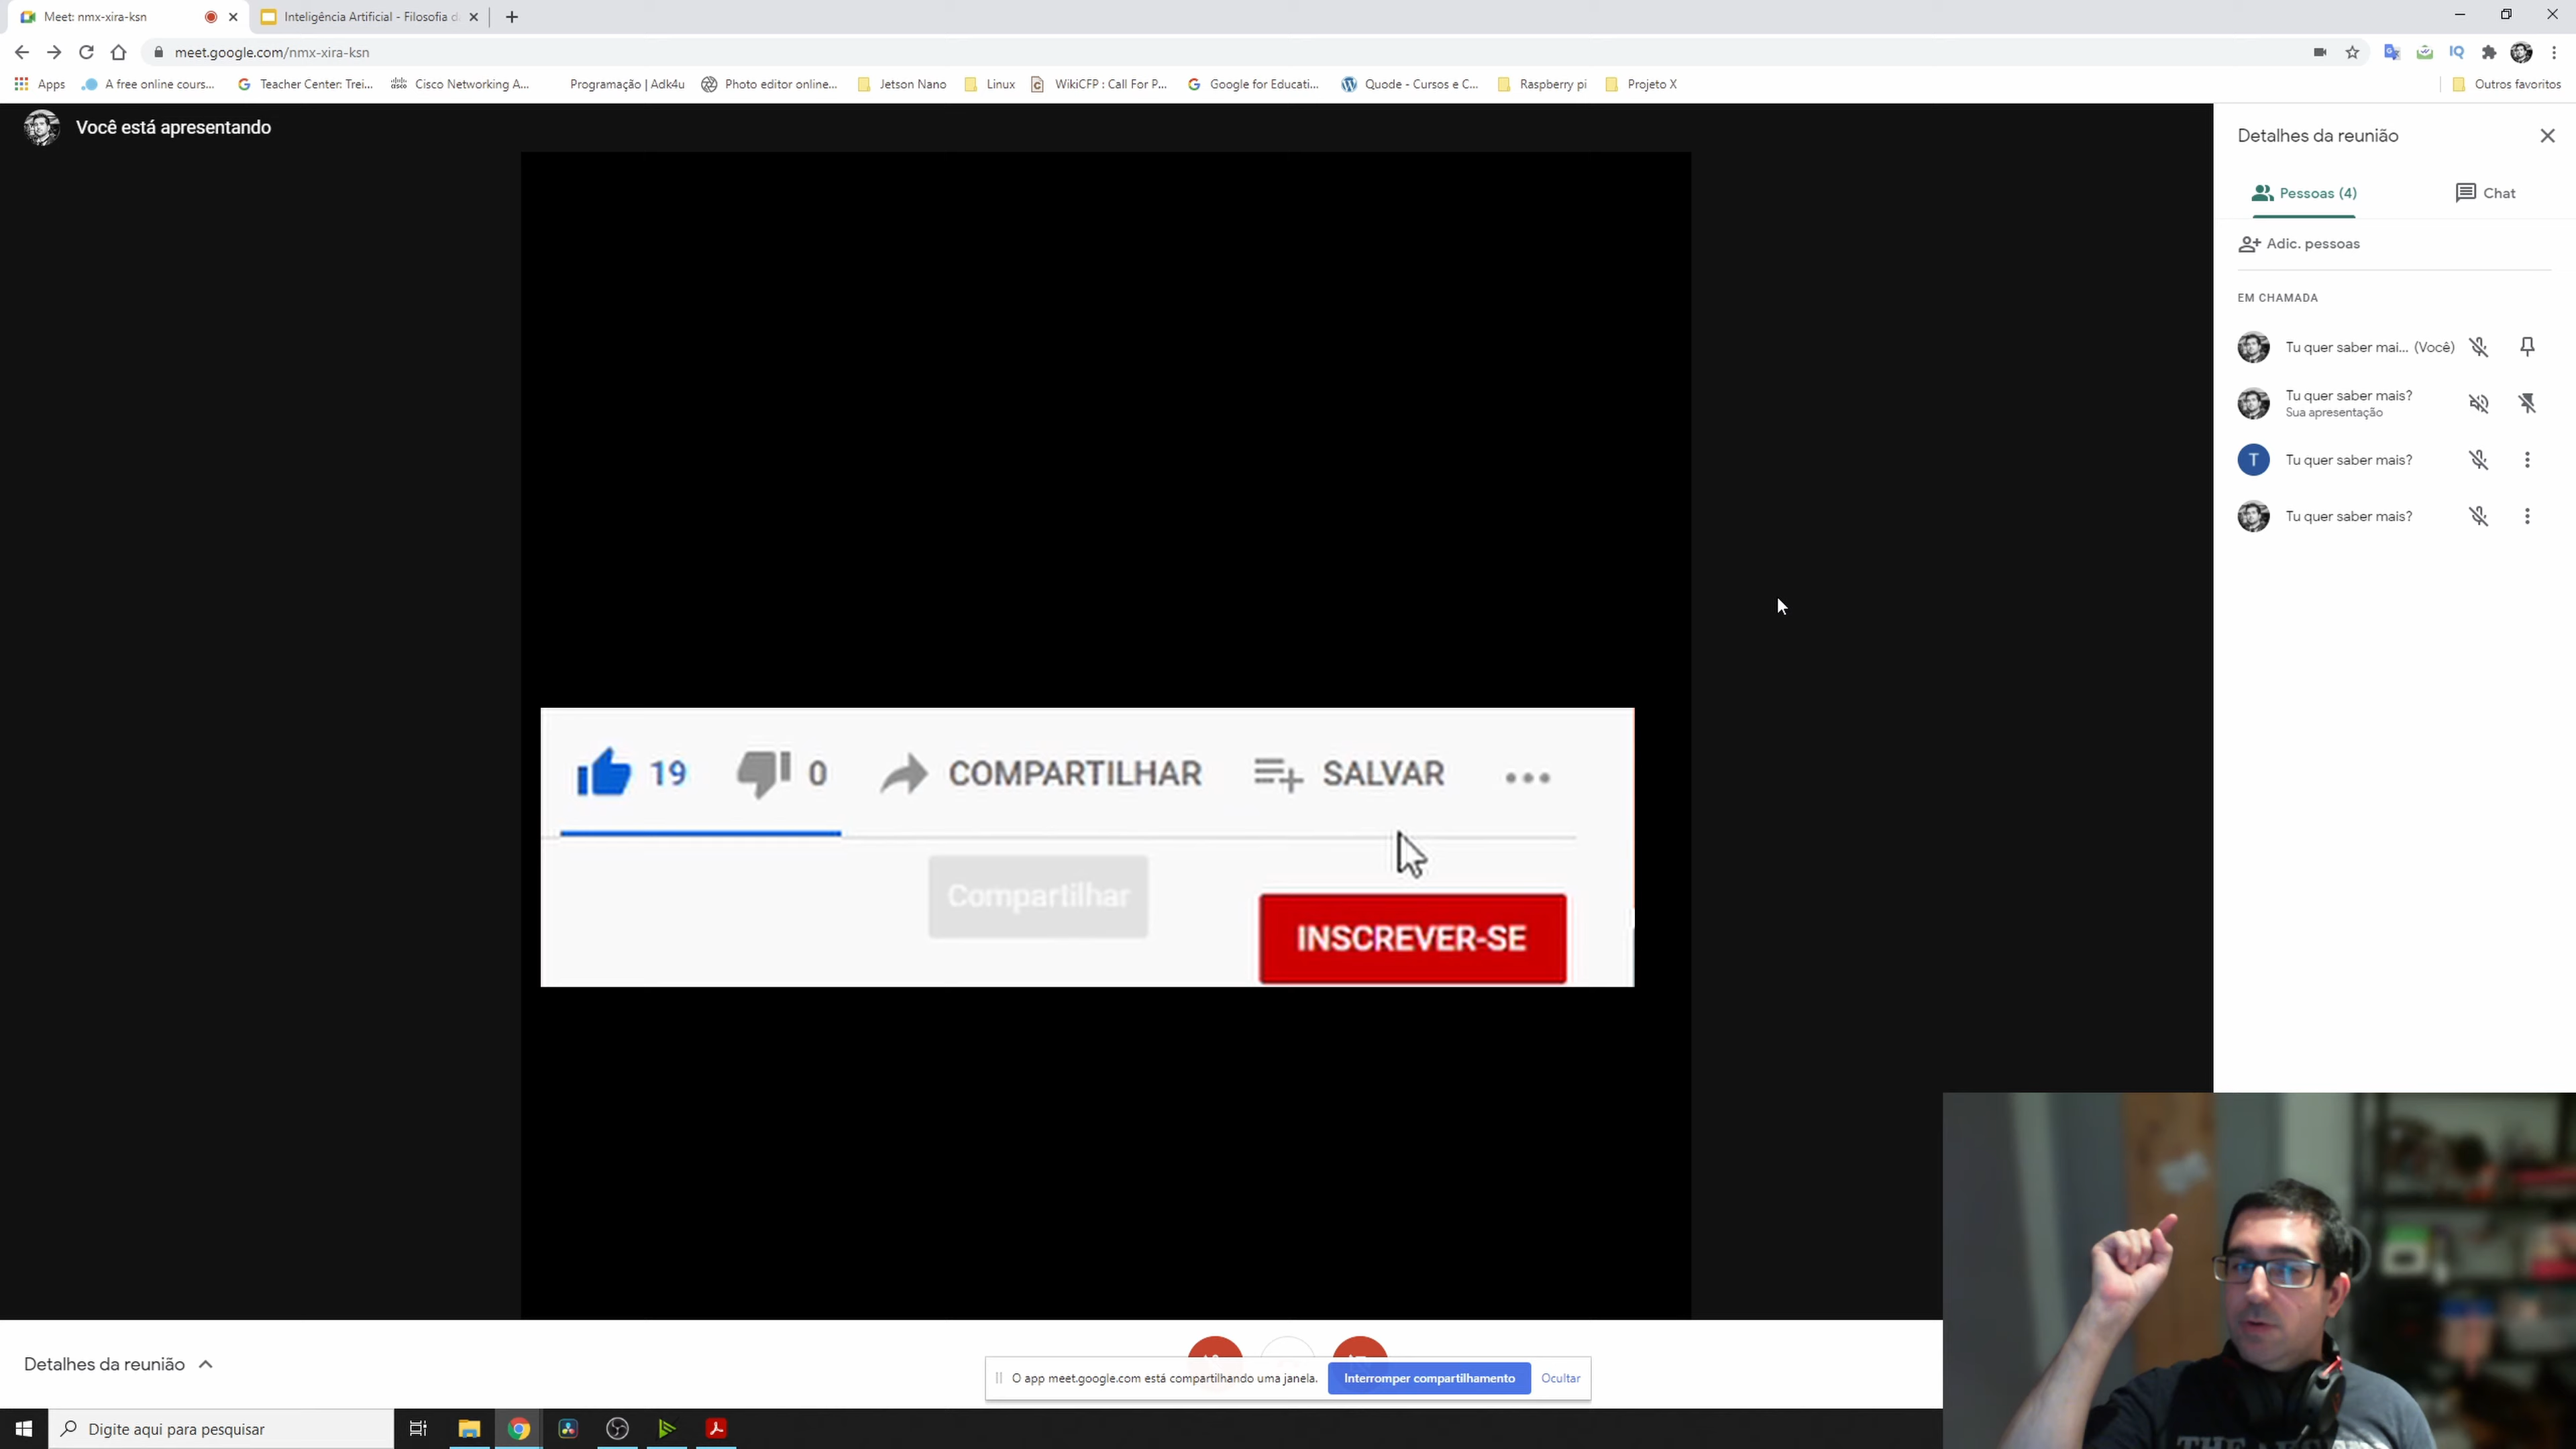 Meet: nmx-xira-ksn
Inteligência Artificial - Filosofia d
meet.google.com/nmx-xira-ksn
IQ
Apps
A free online cours...
Teacher Center: Trei...
Cisco Networking A...
Programação | Adk4u
Photo editor online...
Jetson Nano
Linux
WikiCFP : Call For P...
Google for Educati...
Quode - Cursos e C...
Raspberry pi
Projeto X
Outros favoritos
Você está apresentando
Detalhes da reunião
Pessoas (4)
Chat
Adic. pessoas
EM CHAMADA
Tu quer saber mai... (Você)
Tu quer saber mais?
Sua apresentação
T
Tu quer saber mais?
Tu quer saber mais?
19
0
COMPARTILHAR
SALVAR
Compartilhar
INSCREVER-SE
Detalhes da reunião
O app meet.google.com está compartilhando uma janela.
Interromper compartilhamento
Ocultar
Digite aqui para pesquisar
THE